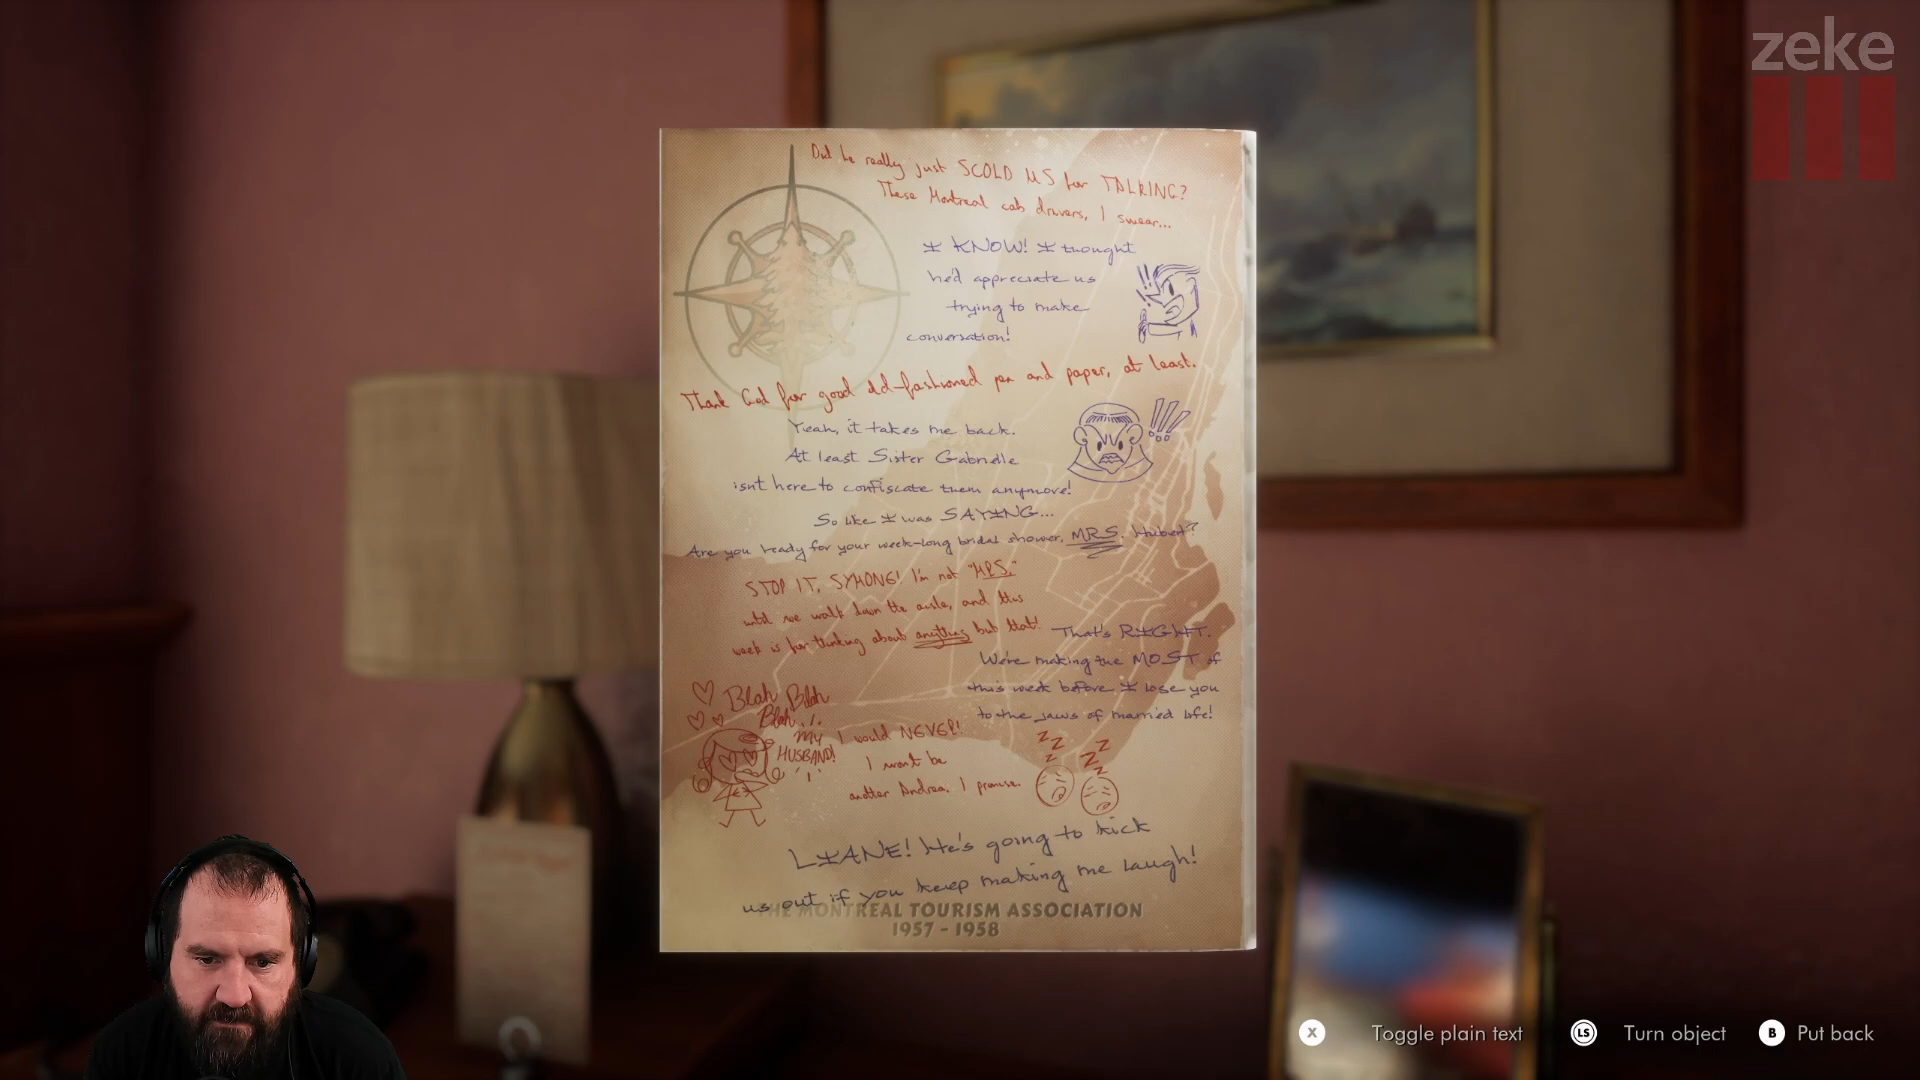 zeke
Did he really just SCOLD US for TALKING?
These Montreal cab drivers, I swear...
I KNOW! I thought
he'd appreciate us
trying to make
conversation!
Thank God for good old-fashioned pen and paper, at least.
Yeah, it takes me back.
At least Sister Gabrielle
isn't here to confiscate them anymore!
So like I was SAYING...
Are you ready for your week-long bridal shower, MRS. Hubert?
STOP IT, SYMONG! I'm not "MRS."
until we walk down the aisle, and this
week is for thinking about anything but that!
That's RIGHT.
We're making the MOST of
this week before I lose you
to the jaws of married life!
Blah Blah
Blah...
My
HUSBAND!
I would NEVER!
I won't be
another Andrea. I promise.
zzz
zzzz
LIANE! He's going to kick
us out if you keep making me laugh!
THE MONTREAL TOURISM ASSOCIATION
1957 - 1958
X Toggle plain text LS Turn object B Put back